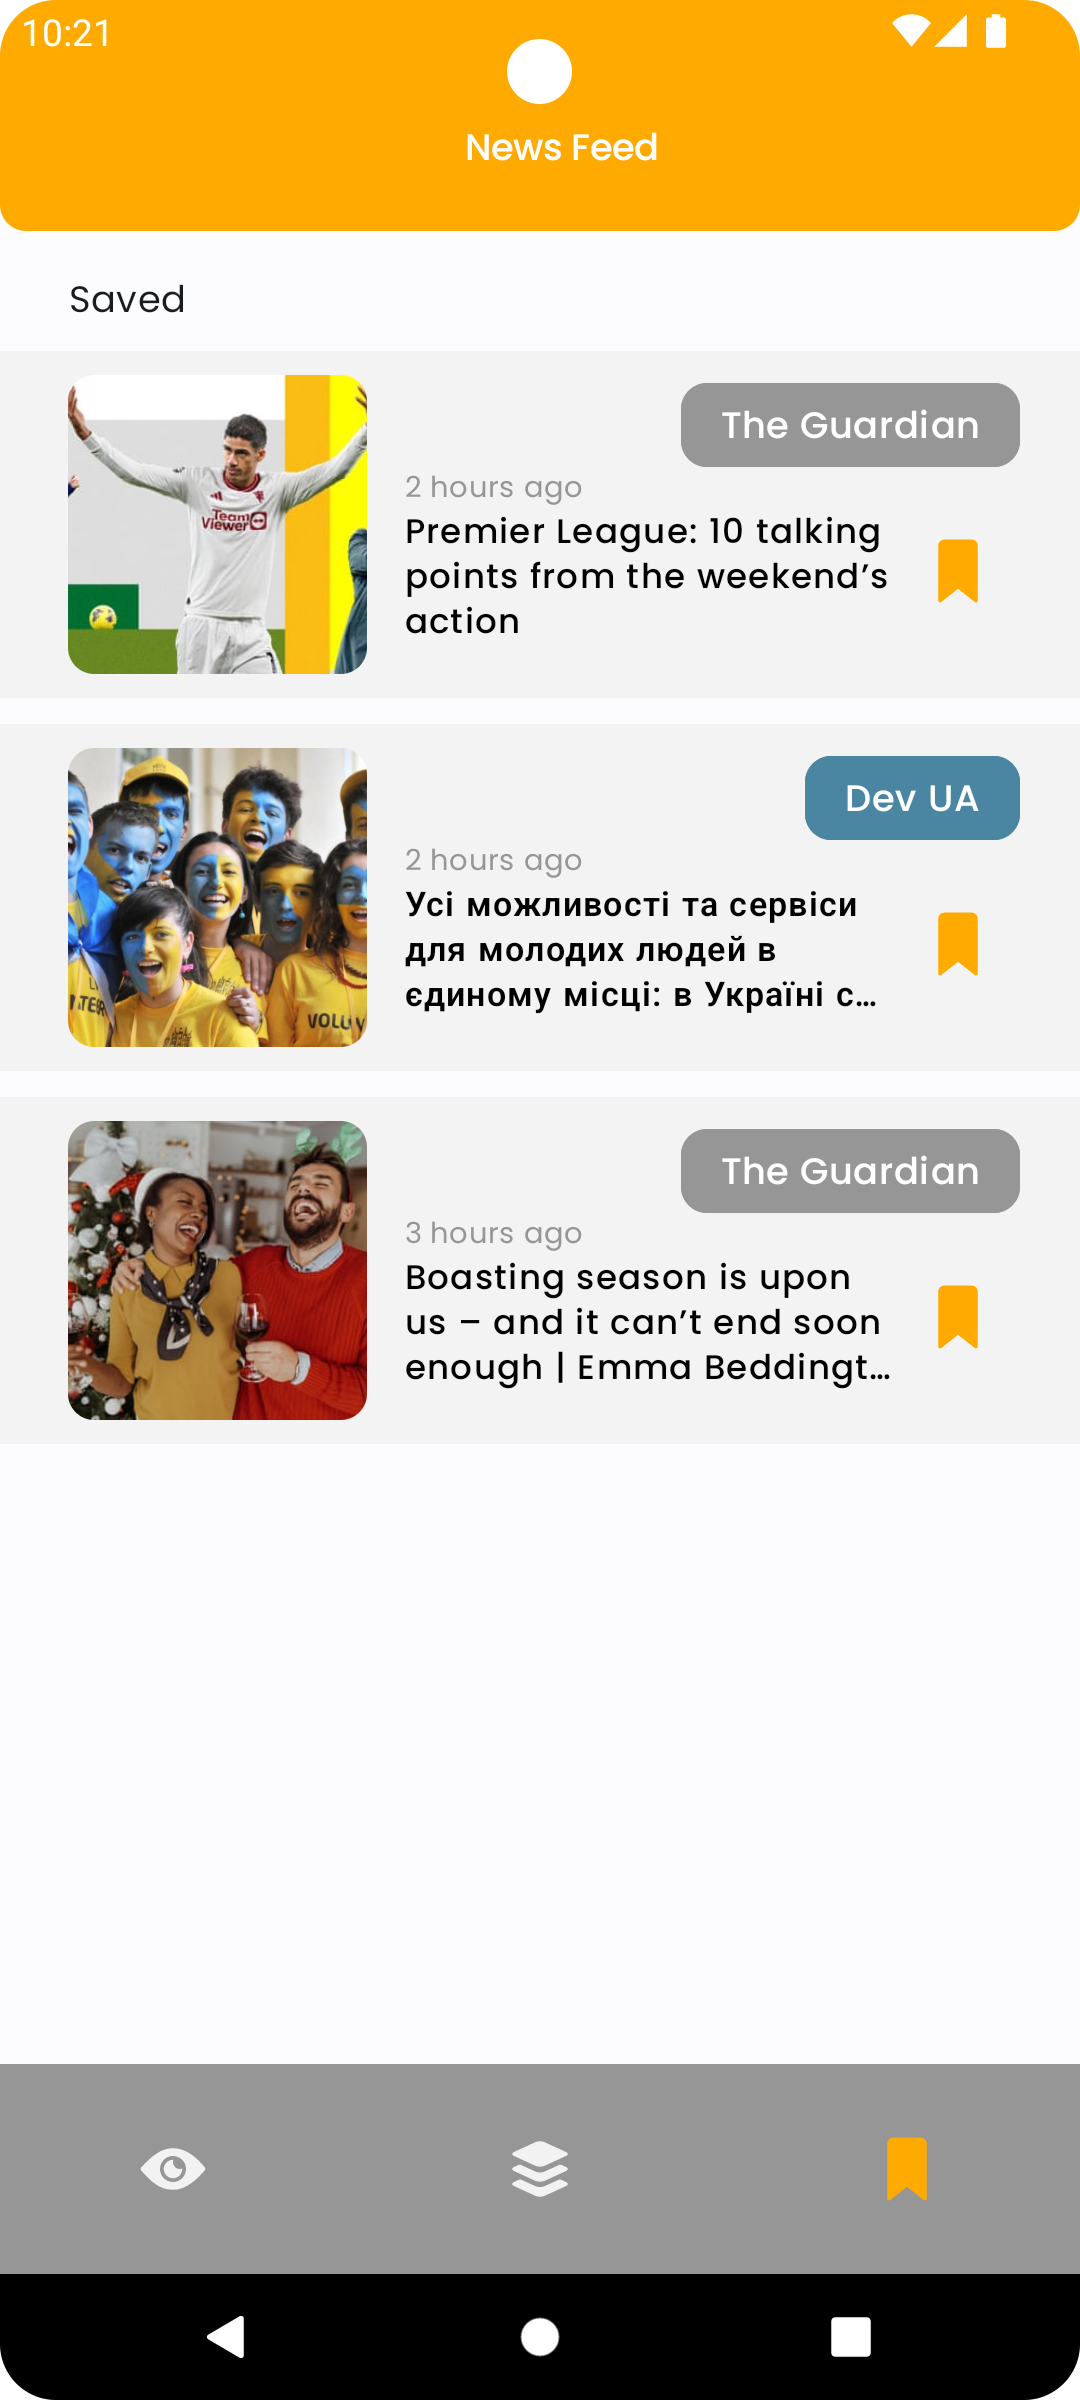 10:21
News Feed
Saved
The Guardian
2 hours ago
Premier League: 10 talking
points from the weekend’s
action
Team
Viewer
Dev UA
2 hours ago
Усі можливості та сервіси
для молодих людей в
єдиному місці: в Україні с…
The Guardian
3 hours ago
Boasting season is upon
us – and it can’t end soon
enough | Emma Beddingt…